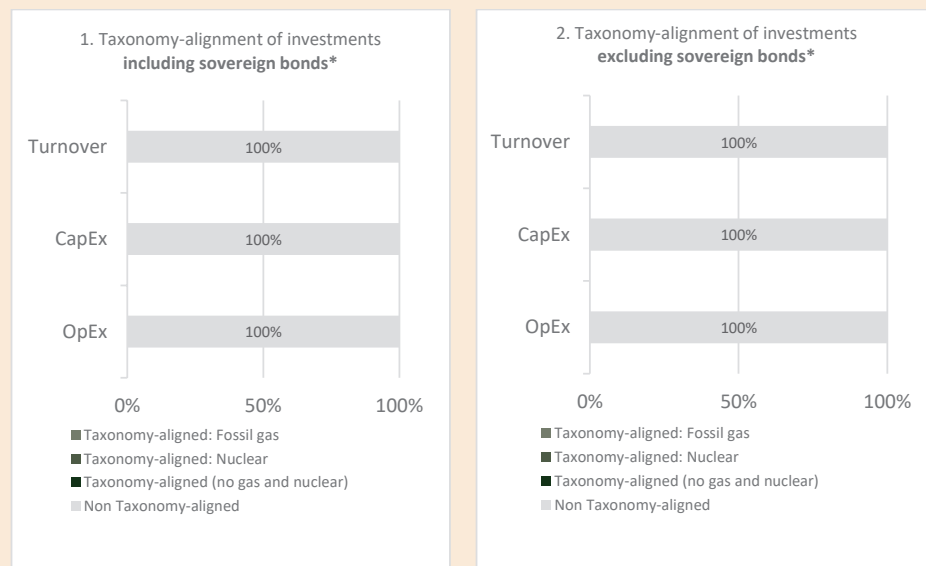 1. Taxonomy-alignment of investments
including sovereign bonds*
Turnover
100%
CapEx
100%
OpEx
100%
0% 50% 100%
Taxonomy-aligned: Fossil gas
Taxonomy-aligned: Nuclear
Taxonomy-aligned (no gas and nuclear)
Non Taxonomy-aligned
2. Taxonomy-alignment of investments
excluding sovereign bonds*
Turnover
100%
CapEx
100%
OpEx
100%
0% 50% 100%
Taxonomy-aligned: Fossil gas
Taxonomy-aligned: Nuclear
Taxonomy-aligned (no gas and nuclear)
Non Taxonomy-aligned